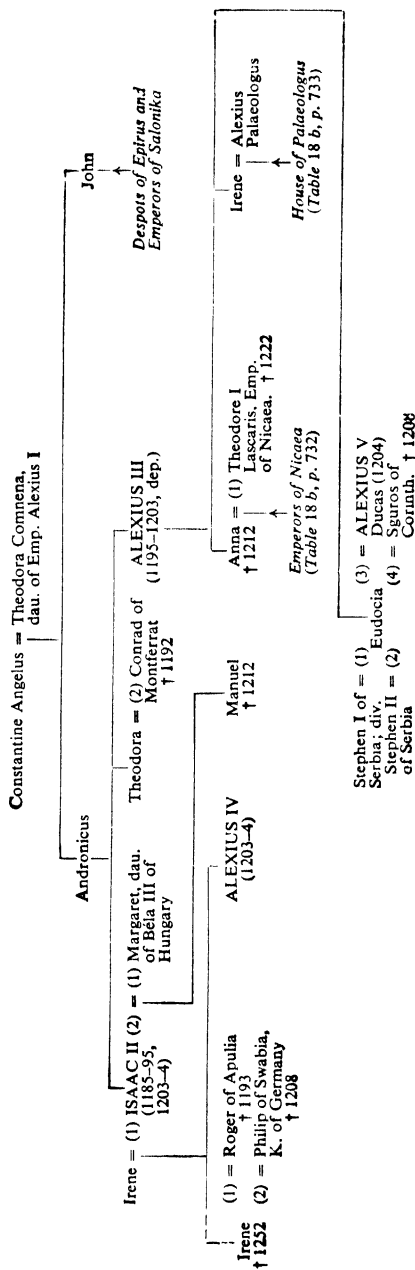 Constantine Angelus = Theodora Comnena,
dau. of Emp. Alexius I
Andronicus
John
Despots of Epirus and
Emperors of Salonika
Irene = (1) ISAAC II (2) = (1) Margaret, dau.
(1185–95, of Béla III of
1203–4) Hungary
Theodora = (2) Conrad of
Montferrat
† 1192
ALEXIUS III
(1195–1203, dep.)
Irene
† 1252
(1) = Roger of Apulia
† 1193
(2) = Philip of Swabia,
K. of Germany
† 1208
ALEXIUS IV
(1203–4)
Manuel
† 1212
Anna = (1) Theodore I
† 1212 Lascaris, Emp.
of Nicaea. † 1222
Emperors of Nicaea
(Table 18 b, p. 732)
Irene = Alexius
Palaeologus
House of Palaeologus
(Table 18 b, p. 733)
Stephen I of = (1)
Serbia; div.
Stephen II = (2)
of Serbia
Eudocia
(3) = ALEXIUS V
Ducas (1204)
(4) = Sguros of
Corinth. † 1208